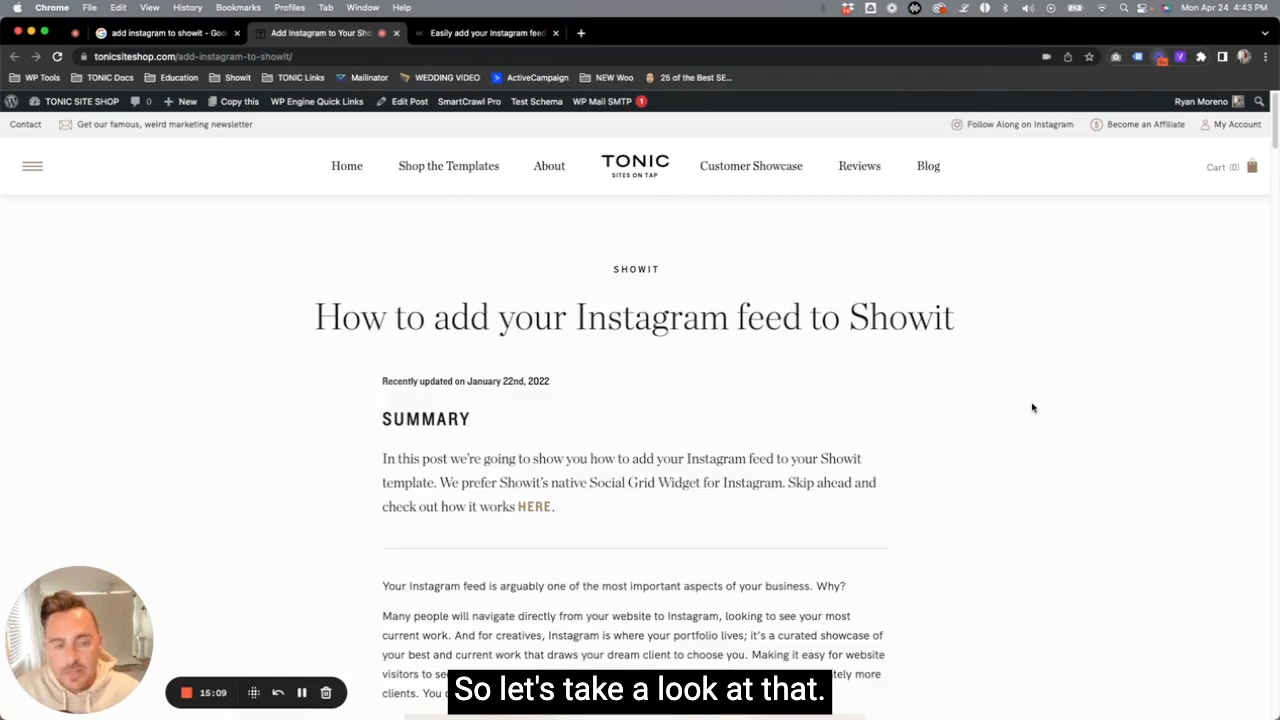 Chrome File Edit View History Bookmarks Profiles Tab Window Help Mon Apr 24 4:43 PM
add instagram to showit - Goo Add Instagram to Your Sho Easily add your Instagram feed
tonicsiteshop.com/add-instagram-to-showit/
WP Tools TONIC Docs Education Showit TONIC Links Mailinator WEDDING VIDEO ActiveCampaign NEW Woo 25 of the Best SE...
TONIC SITE SHOP 0 New Copy this WP Engine Quick Links Edit Post SmartCrawl Pro Test Schema WP Mail SMTP 1 Ryan Moreno
Contact Get our famous, weird marketing newsletter Follow Along on Instagram Become an Affiliate My Account
Home Shop the Templates About TONIC Customer Showcase Reviews Blog Cart (0)
SITES ON TAP
SHOWIT
How to add your Instagram feed to Showit
Recently updated on January 22nd, 2022
SUMMARY
In this post we're going to show you how to add your Instagram feed to your Showit
template. We prefer Showit's native Social Grid Widget for Instagram. Skip ahead and
check out how it works HERE.
Your Instagram feed is arguably one of the most important aspects of your business. Why?
Many people will navigate directly from your website to Instagram, looking to see your most
current work. And for creatives, Instagram is where your portfolio lives; it's a curated showcase of
your best and current work that draws your dream client to choose you. Making it easy for website
visitors to se
tely more
clients. You c
So let's take a look at that.
15:09